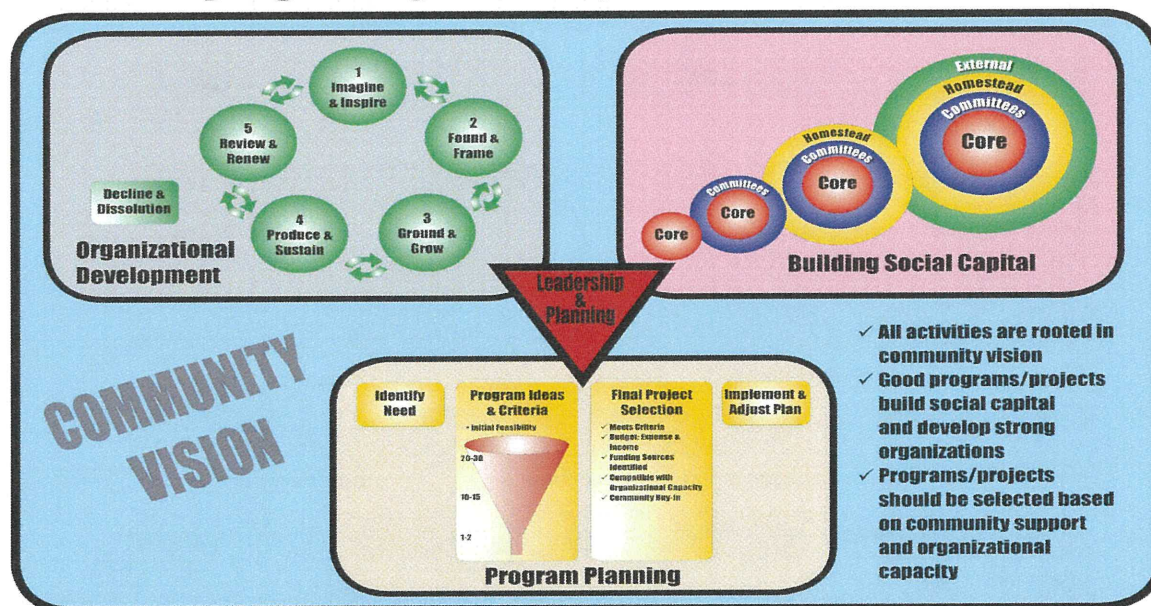 1
Imagine
& Inspire
2
Found &
Frame
3
Ground &
Grow
4
Produce &
Sustain
5
Review &
Renew
Decline &
Dissolution
Organizational
Development
External
Homestead
Committees
Core
Homestead
Committees
Core
Committees
Core
Core
Building Social Capital
Leadership
&
Planning
COMMUNITY
VISION
Identify
Need
Program Ideas
& Criteria
• Initial Feasibility
20-30
10-15
1-2
Final Project
Selection
✓ Meets Criteria
✓ Budget: Expense &
Income
✓ Funding Sources
Identified
✓ Compatible with
Organizational Capacity
✓ Community Buy-In
Implement &
Adjust Plan
Program Planning
✓ All activities are rooted in
community vision
✓ Good programs/projects
build social capital
and develop strong
organizations
✓ Programs/projects
should be selected based
on community support
and organizational
capacity